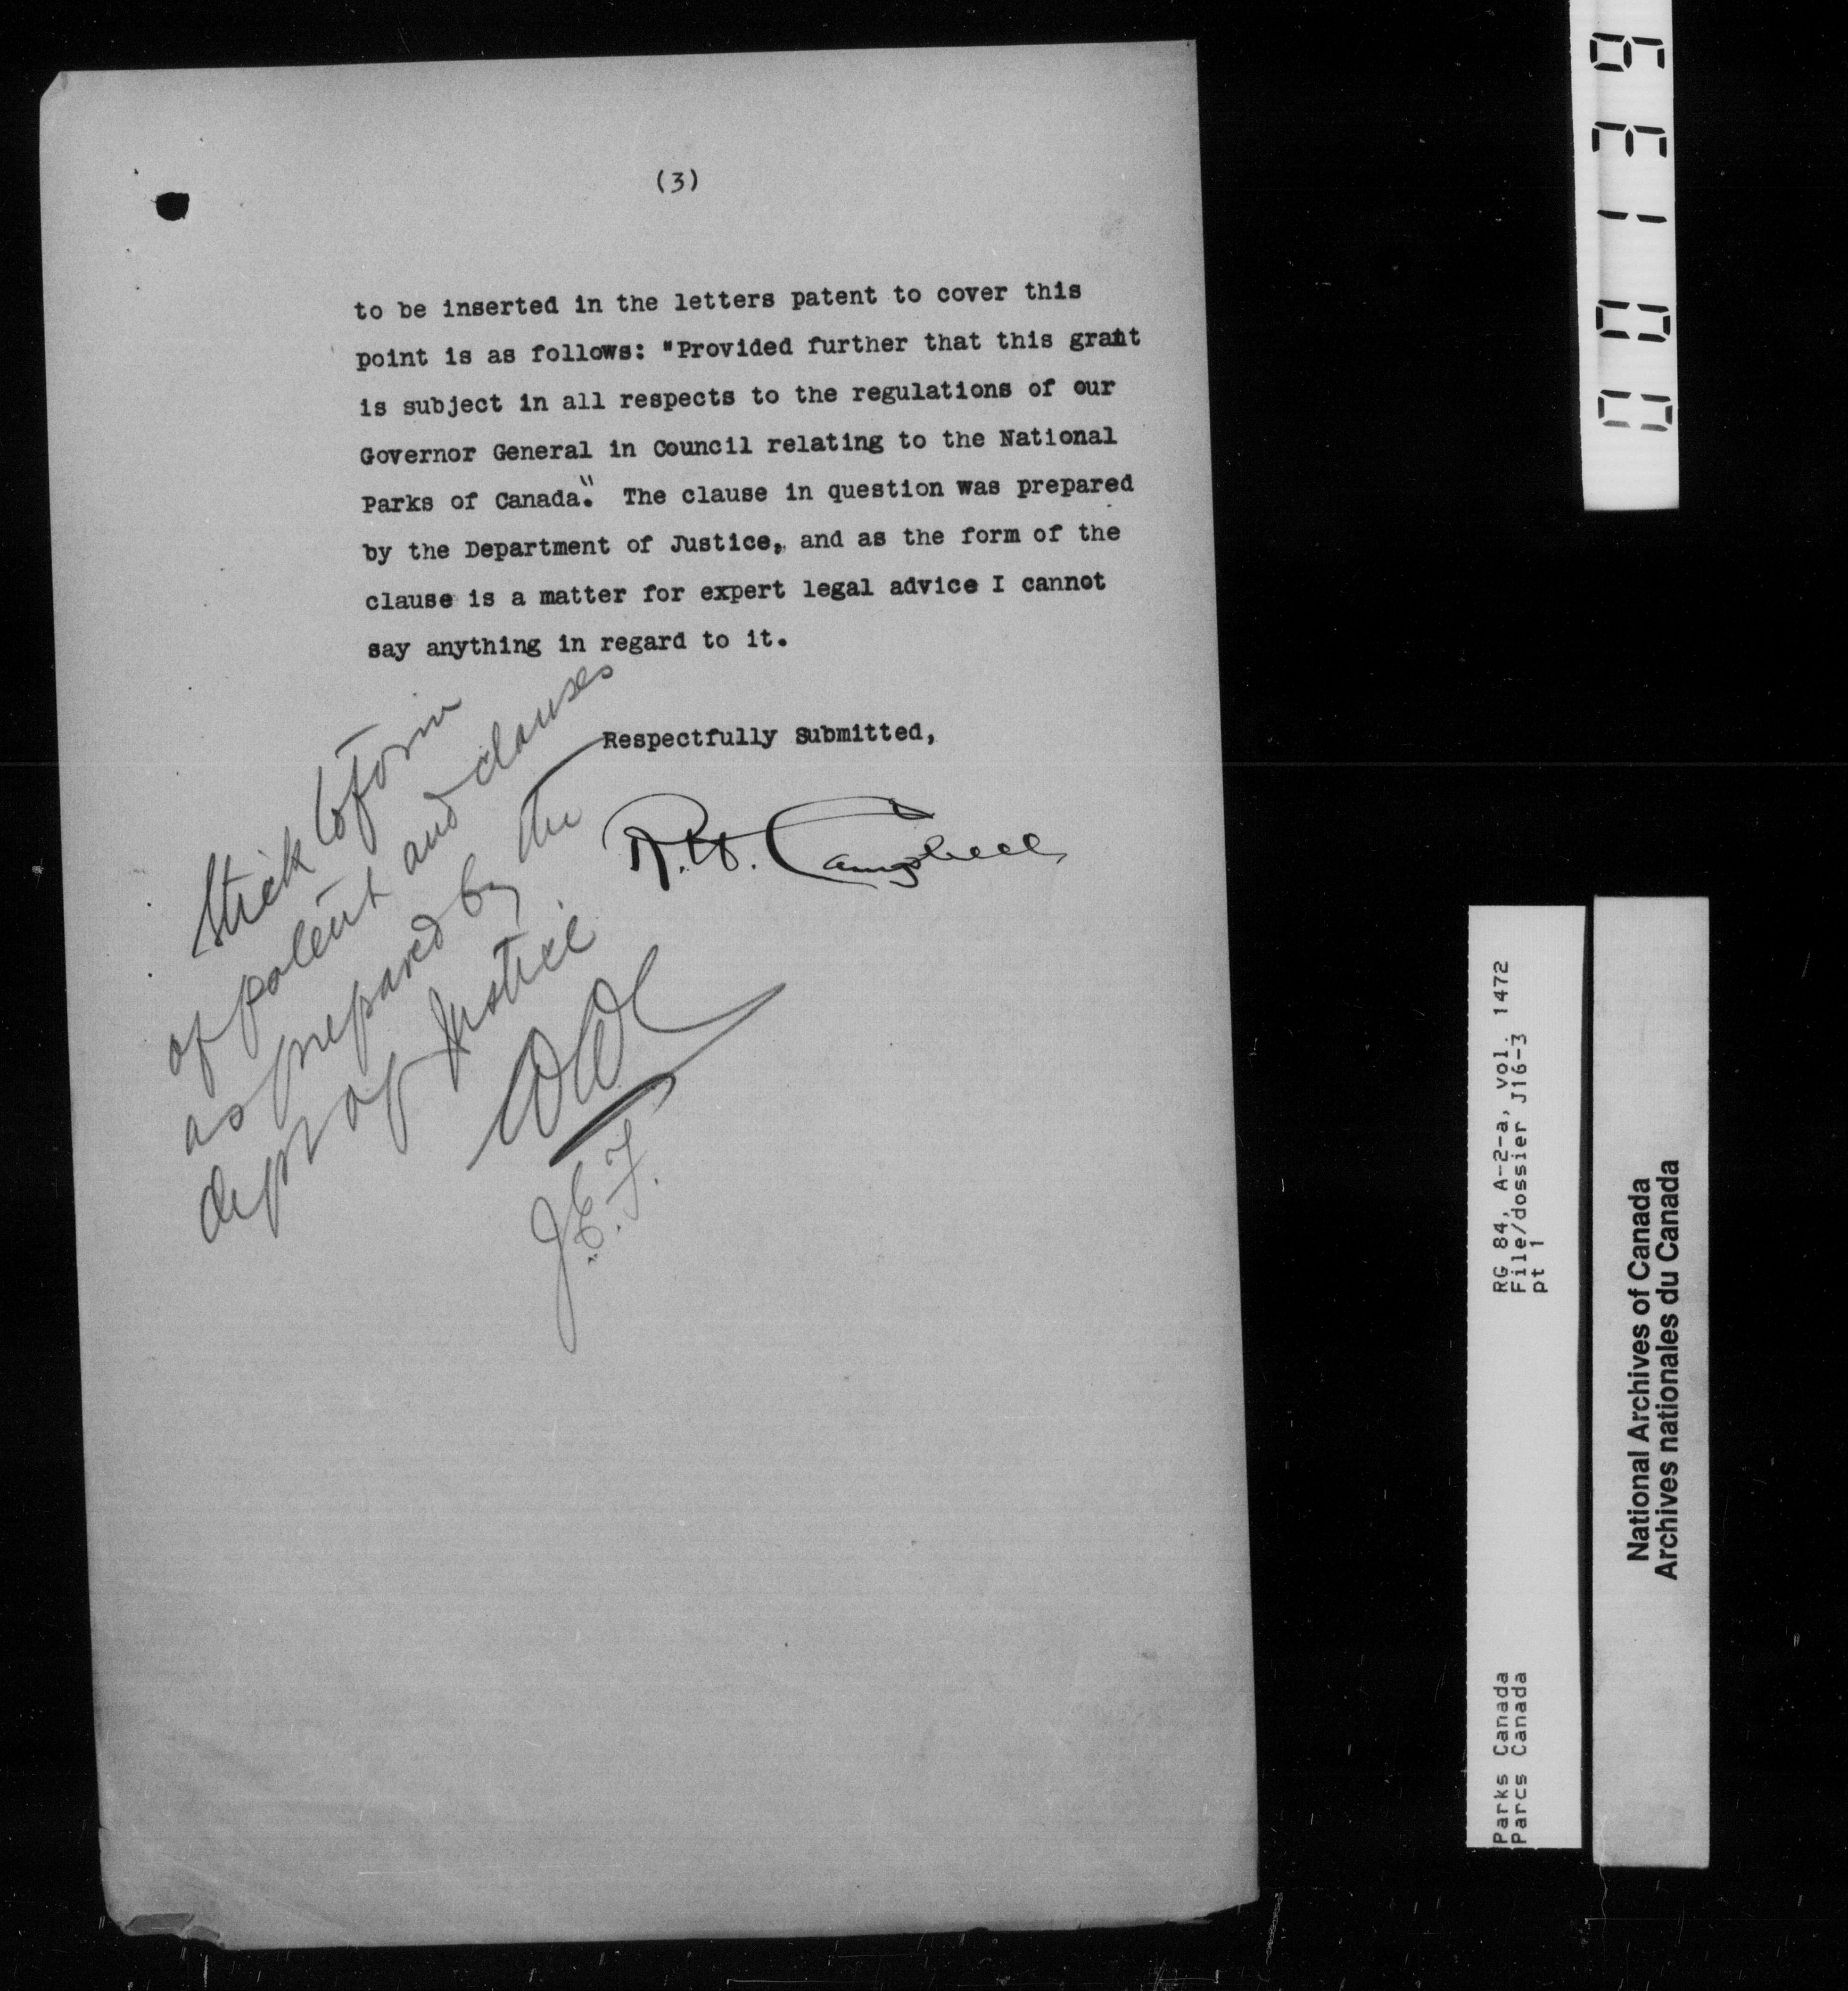 (3)
to be inserted in the letters patent to cover this
point is as follows: "Provided further that this grant
is subject in all respects to the regulations of our
Governor General in Council relating to the National
Parks of Canada." The clause in question was prepared
by the Department of Justice, and as the form of the
clause is a matter for expert legal advice I cannot
say anything in regard to it.
Respectfully Submitted,
Stick to form
of patent and clauses
as prepared by the
dept of Justice
J.E.F.
Campbell
00139
RG 84, A-2-a, vol. 1472
File/dossier J16-3
pt 1
Parks Canada
Parcs Canada
National Archives of Canada
Archives nationales du Canada